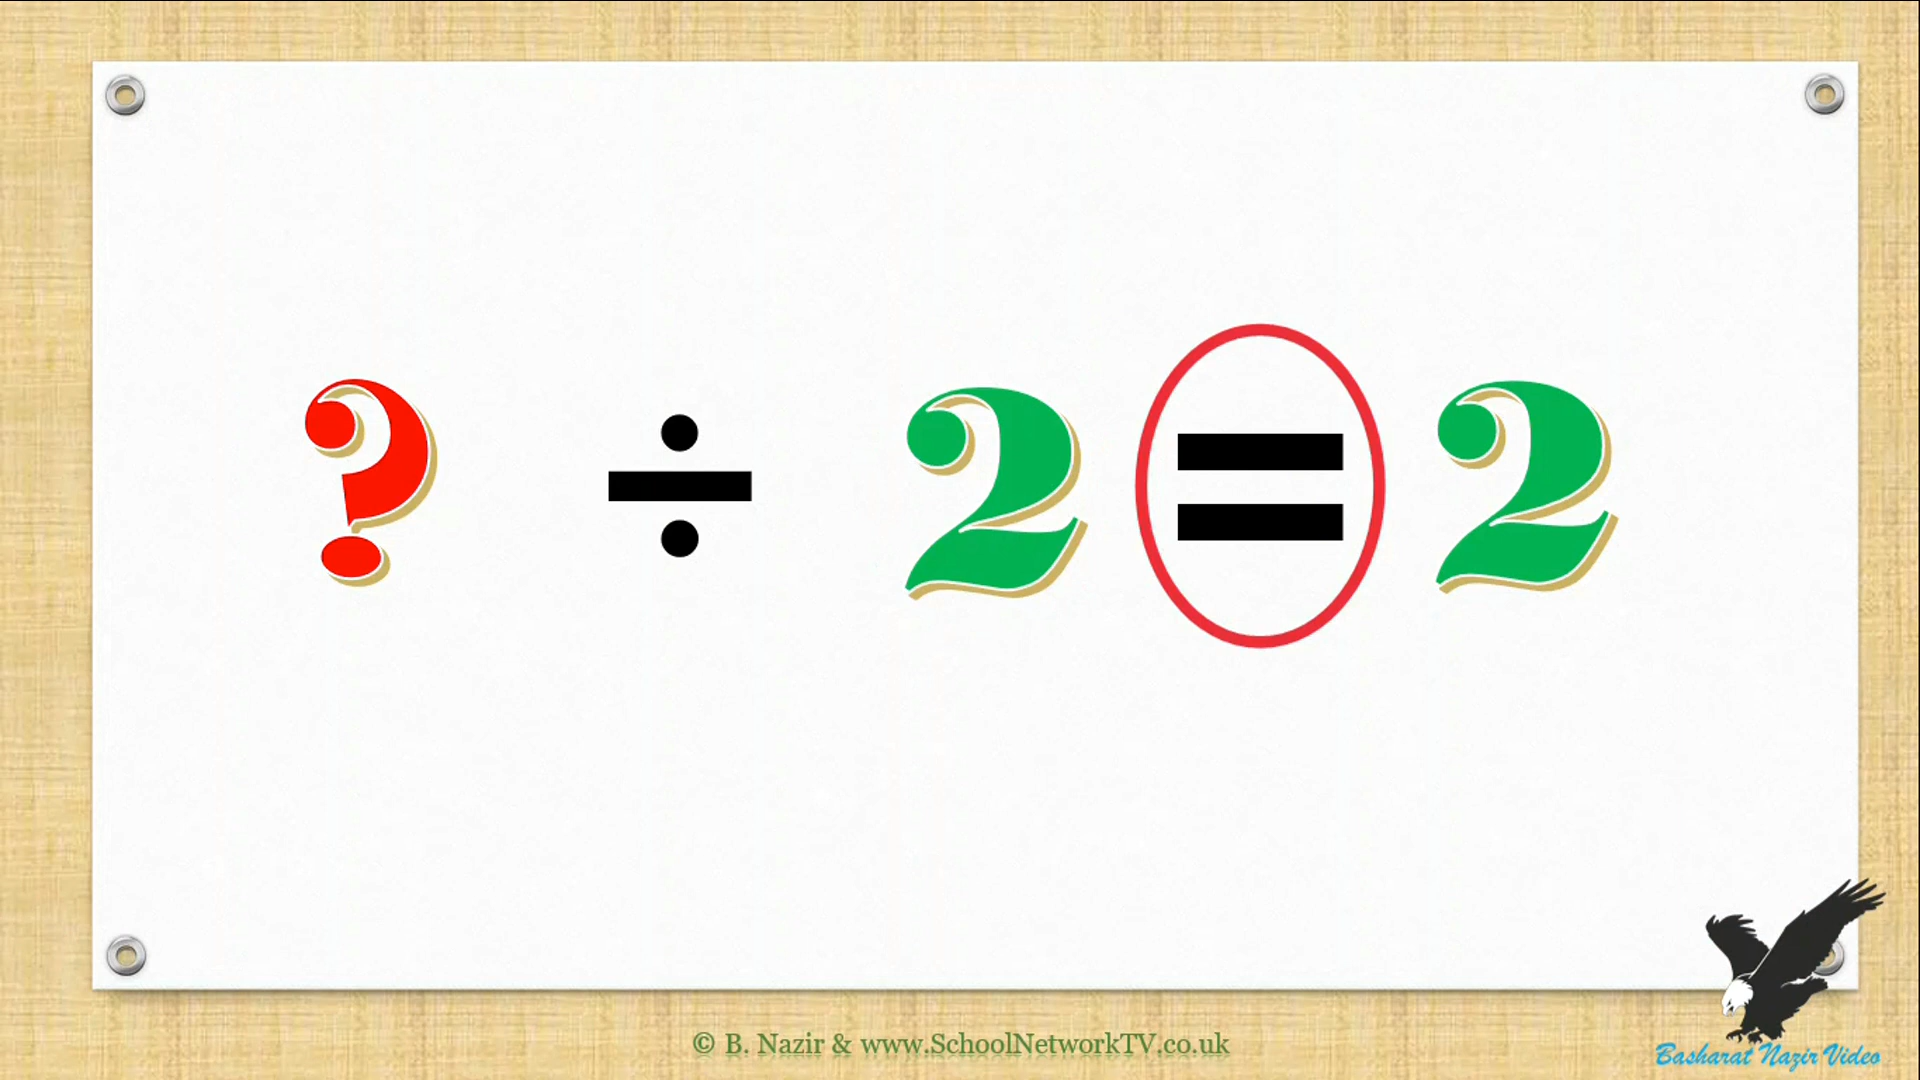 ? ÷ 2 = 2
© B. Nazir & www.SchoolNetworkTV.co.uk
Basharat Nazir Video